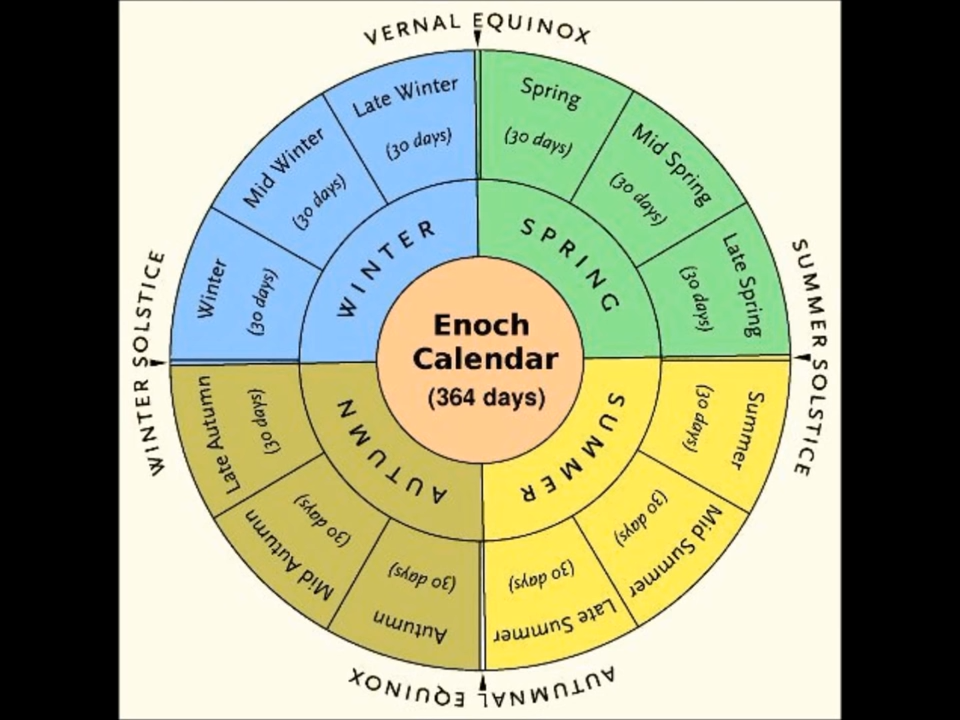 VERNAL EQUINOX
Spring
(30 days)
Mid Spring
(30 days)
Late Spring
(30 days)
SPRING
SUMMER SOLSTICE
Summer
(30 days)
Mid Summer
(30 days)
Late Summer
(30 days)
SUMMER
AUTUMNAL EQUINOX
Autumn
(30 days)
Mid Autumn
(30 days)
Late Autumn
(30 days)
AUTUMN
WINTER SOLSTICE
Winter
(30 days)
Mid Winter
(30 days)
Late Winter
(30 days)
WINTER
Enoch
Calendar
(364 days)